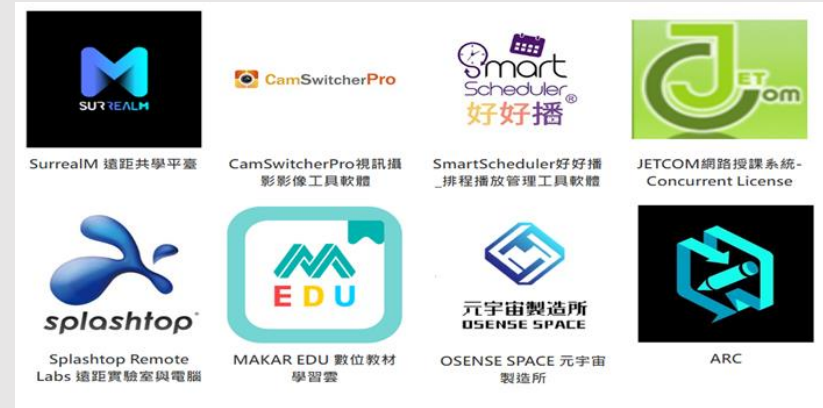 SURREALM
CamSwitcherPro
Smart
Scheduler®
好好播
JET
Com
SurrealM 遠距共學平臺
CamSwitcherPro視訊攝
影影像工具軟體
SmartScheduler好好播
_排程播放管理工具軟體
JETCOM網路授課系統-
Concurrent License
splashtop
EDU
元宇宙製造所
OSENSE SPACE
Splashtop Remote
Labs 遠距實驗室與電腦
MAKAR EDU 數位教材
學習雲
OSENSE SPACE 元宇宙
製造所
ARC